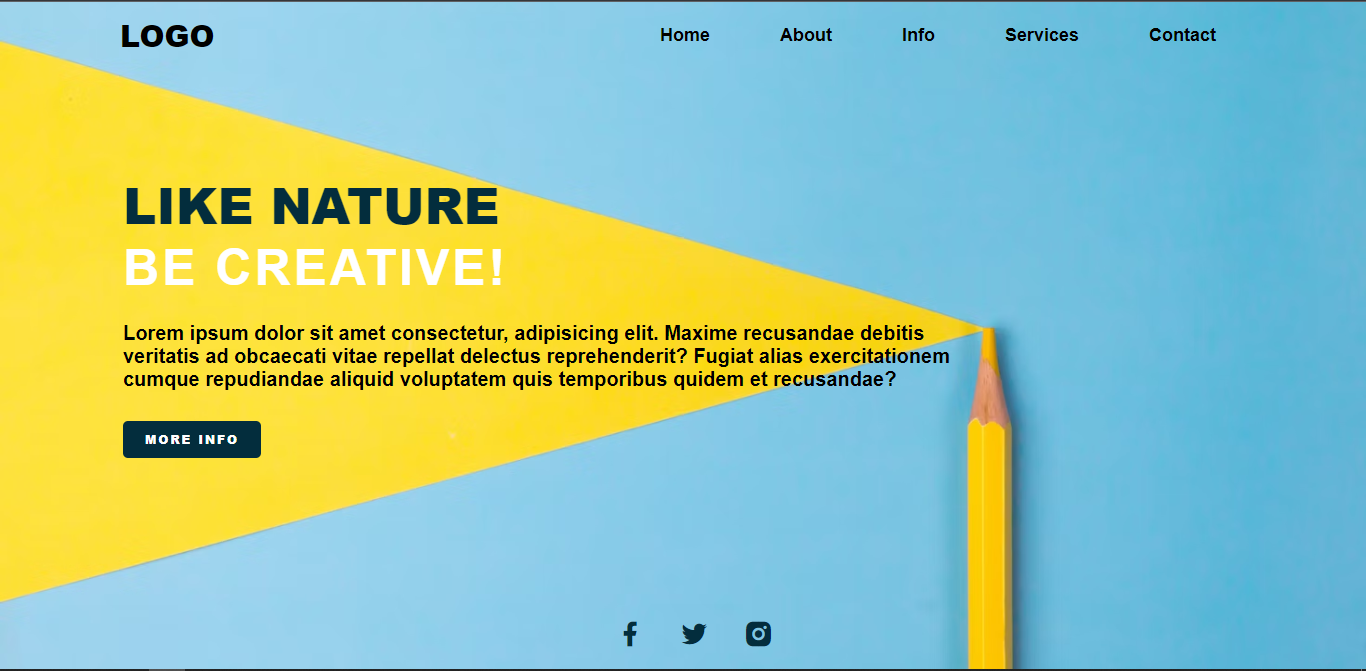 LOGO
Home About Info Services Contact
LIKE NATURE
BE CREATIVE!
Lorem ipsum dolor sit amet consectetur, adipisicing elit. Maxime recusandae debitis
veritatis ad obcaecati vitae repellat delectus reprehenderit? Fugiat alias exercitationem
cumque repudiandae aliquid voluptatem quis temporibus quidem et recusandae?
MORE INFO